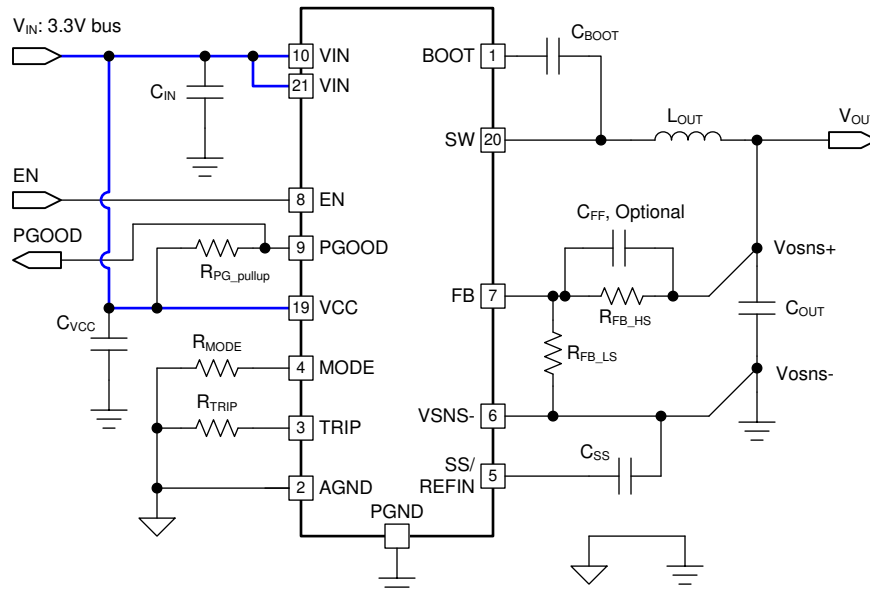 VIN: 3.3V bus
10 VIN
21 VIN
CIN
EN
8 EN
PGOOD
9 PGOOD
RPG_pullup
19 VCC
CVCC
RMODE
4 MODE
RTRIP
3 TRIP
2 AGND
PGND
BOOT 1
CBOOT
SW 20
LOUT
VOUT
CFF, Optional
Vosns+
FB 7
RFB_HS
COUT
RFB_LS
Vosns-
VSNS- 6
CSS
SS/
REFIN 5